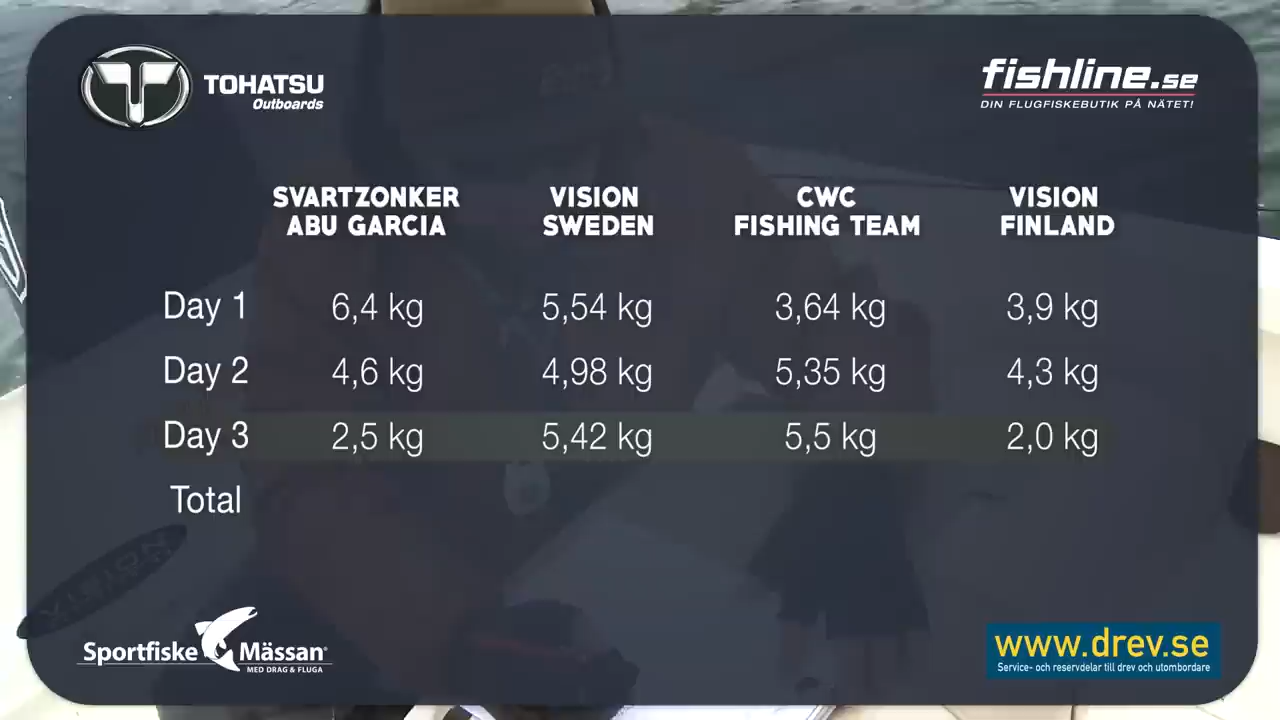 TOHATSU
Outboards
fishline.se
DIN FLUGFISKEBUTIK PÅ NÄTET!
SVARTZONKER
ABU GARCIA
VISION
SWEDEN
CWC
FISHING TEAM
VISION
FINLAND
Day 1 6,4 kg 5,54 kg 3,64 kg 3,9 kg
Day 2 4,6 kg 4,98 kg 5,35 kg 4,3 kg
Day 3 2,5 kg 5,42 kg 5,5 kg 2,0 kg
Total
VISION
Sportfiske Mässan®
MED DRAG & FLUGA
www.drev.se
Service- och reservdelar till drev och utombordare